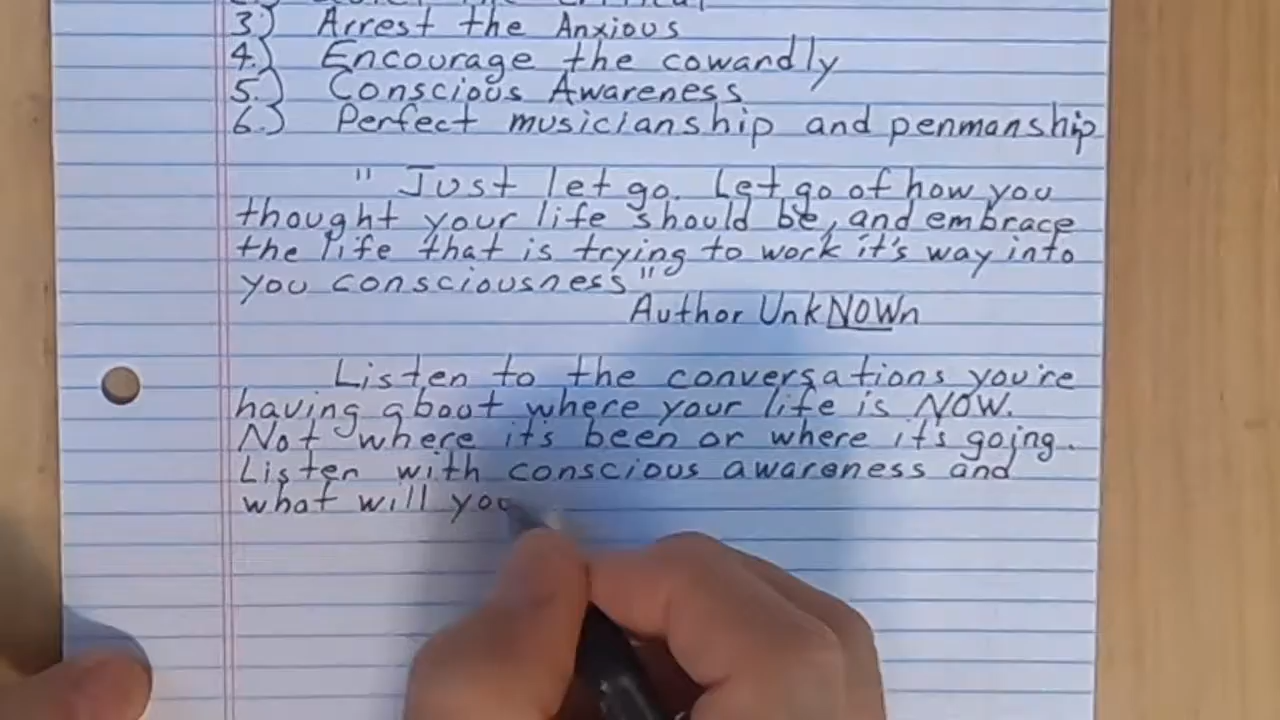 3.) Arrest the Anxious
4.) Encourage the cowardly
5.) Conscious Awareness
6.) Perfect musicianship and penmanship
" Just let go. Let go of how you
thought your life should be, and embrace
the life that is trying to work it's way into
you consciousness"
Author UnkNOWn
Listen to the conversations you're
having about where your life is NOW.
Not where it's been or where it's going.
Listen with conscious awareness and
what will you